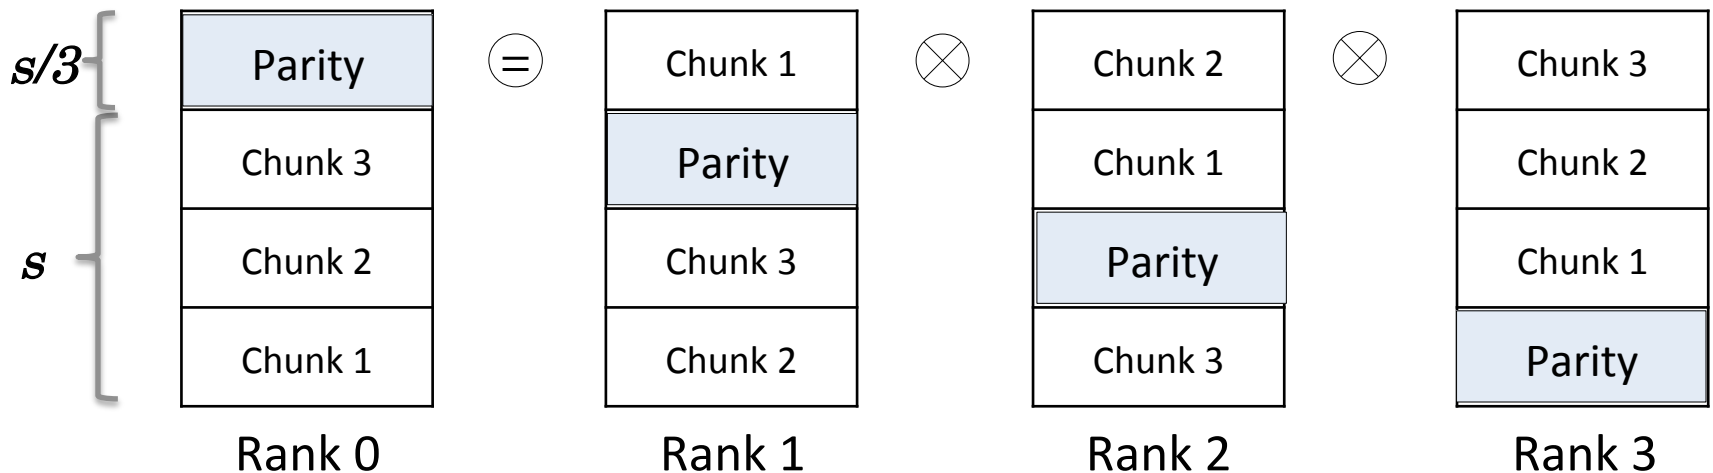 s/3 Parity = Chunk 1 ⊗ Chunk 2 ⊗ Chunk 3
Chunk 3 Parity Chunk 1 Chunk 2
s Chunk 2 Chunk 3 Parity Chunk 1
Chunk 1 Chunk 2 Chunk 3 Parity
Rank 0 Rank 1 Rank 2 Rank 3